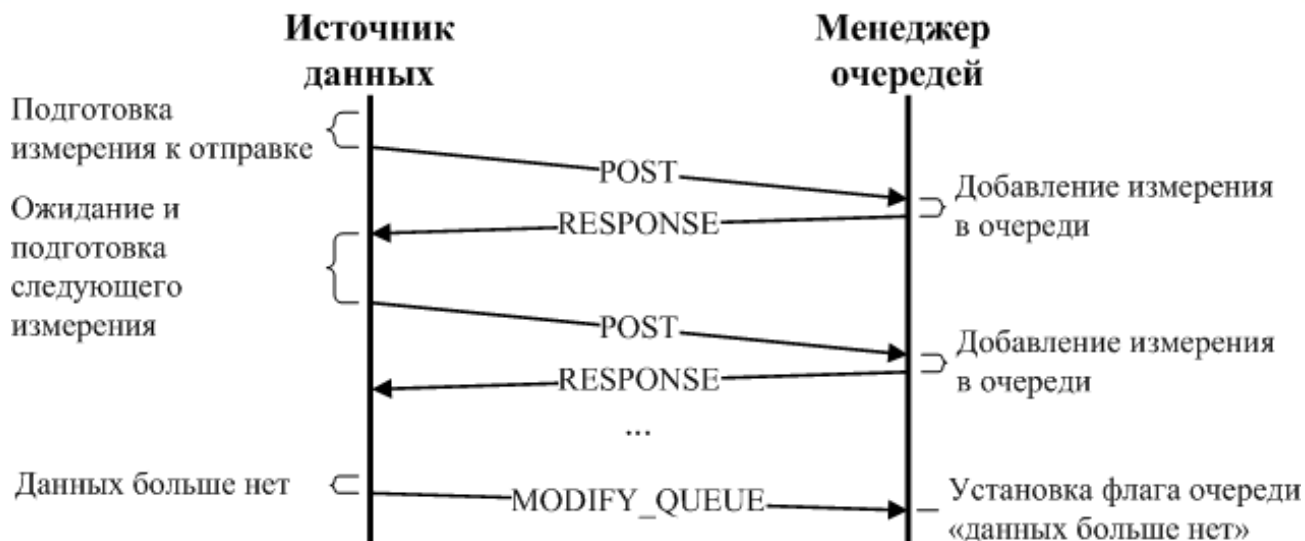 Источник
данных
Менеджер
очередей
Подготовка
измерения к отправке
POST
Добавление измерения
в очереди
RESPONSE
Ожидание и
подготовка
следующего
измерения
POST
Добавление измерения
в очереди
RESPONSE
...
Данных больше нет
MODIFY_QUEUE
Установка флага очереди
«данных больше нет»